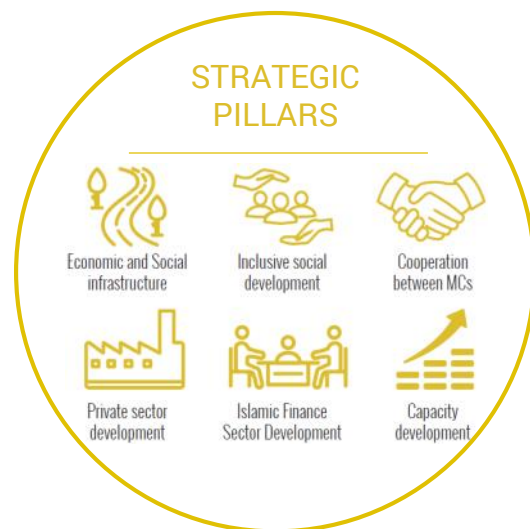 STRATEGIC
PILLARS
Economic and Social
infrastructure
Inclusive social
development
Cooperation
between MCs
Private sector
development
Islamic Finance
Sector Development
Capacity
development